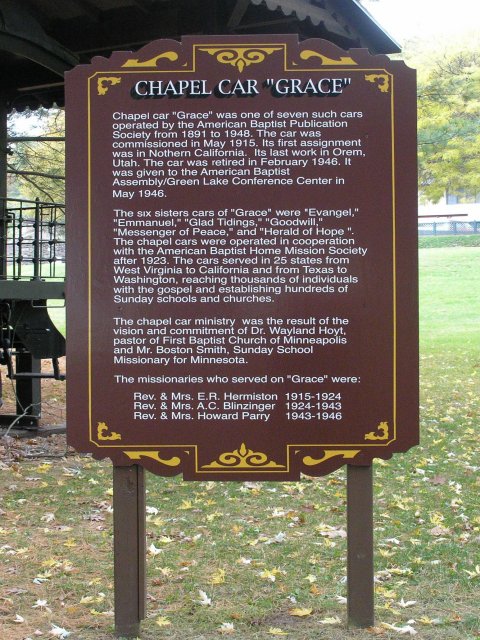 CHAPEL CAR "GRACE"
Chapel car "Grace" was one of seven such cars
operated by the American Baptist Publication
Society from 1891 to 1948. The car was
commissioned in May 1915. Its first assignment
was in Nothern California. Its last work in Orem,
Utah. The car was retired in February 1946. It
was given to the American Baptist
Assembly/Green Lake Conference Center in
May 1946.
The six sisters cars of "Grace" were "Evangel,"
"Emmanuel," "Glad Tidings," "Goodwill,"
"Messenger of Peace," and "Herald of Hope ".
The chapel cars were operated in cooperation
with the American Baptist Home Mission Society
after 1923. The cars served in 25 states from
West Virginia to California and from Texas to
Washington, reaching thousands of individuals
with the gospel and establishing hundreds of
Sunday schools and churches.
The chapel car ministry was the result of the
vision and commitment of Dr. Wayland Hoyt,
pastor of First Baptist Church of Minneapolis
and Mr. Boston Smith, Sunday School
Missionary for Minnesota.
The missionaries who served on "Grace" were:
Rev. & Mrs. E.R. Hermiston 1915-1924
Rev. & Mrs. A.C. Blinzinger 1924-1943
Rev. & Mrs. Howard Parry 1943-1946